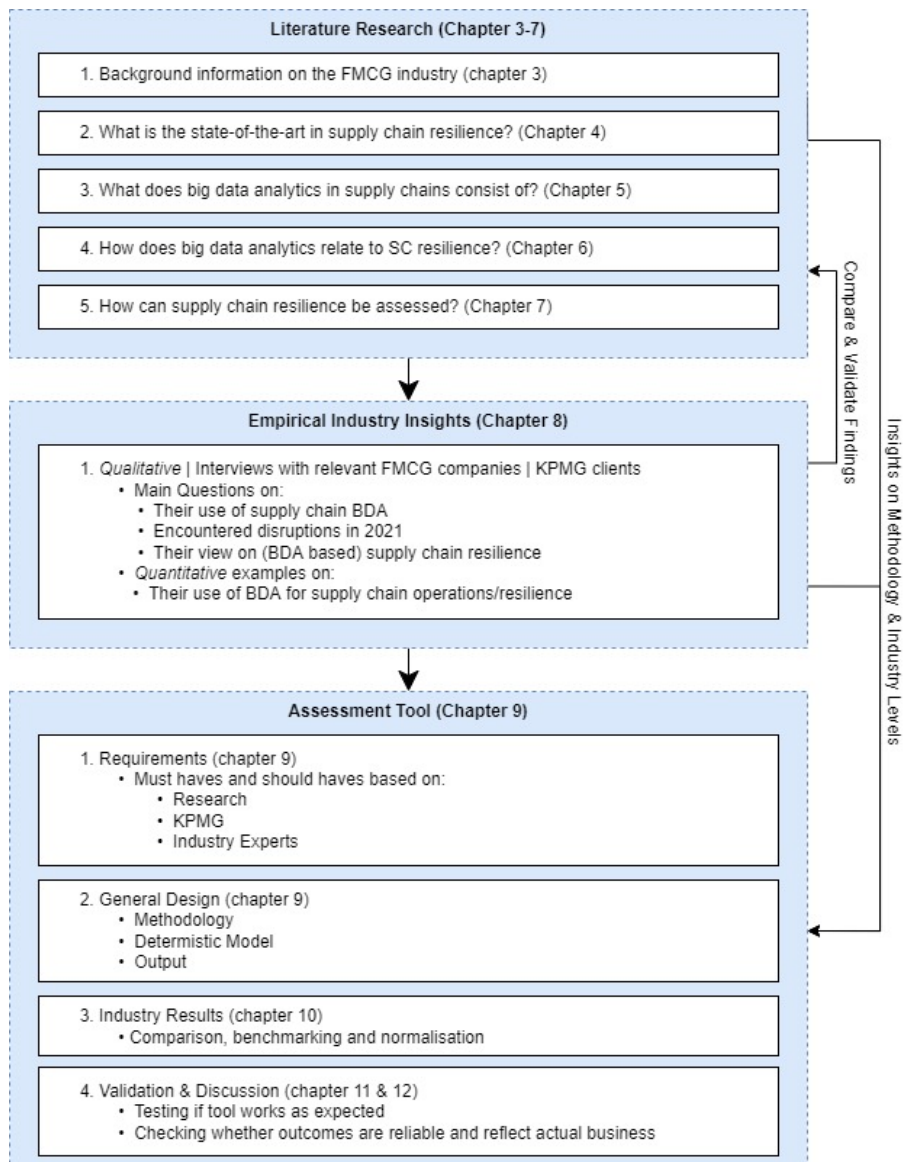 Literature Research (Chapter 3-7)
1. Background information on the FMCG industry (chapter 3)
2. What is the state-of-the-art in supply chain resilience? (Chapter 4)
3. What does big data analytics in supply chains consist of? (Chapter 5)
4. How does big data analytics relate to SC resilience? (Chapter 6)
5. How can supply chain resilience be assessed? (Chapter 7)
Compare & Validate Findings
Insights on Methodology & Industry Levels
Empirical Industry Insights (Chapter 8)
1. Qualitative | Interviews with relevant FMCG companies | KPMG clients
• Main Questions on:
• Their use of supply chain BDA
• Encountered disruptions in 2021
• Their view on (BDA based) supply chain resilience
• Quantitative examples on:
• Their use of BDA for supply chain operations/resilience
Assessment Tool (Chapter 9)
1. Requirements (chapter 9)
• Must haves and should haves based on:
• Research
• KPMG
• Industry Experts
2. General Design (chapter 9)
• Methodology
• Determistic Model
• Output
3. Industry Results (chapter 10)
• Comparison, benchmarking and normalisation
4. Validation & Discussion (chapter 11 & 12)
• Testing if tool works as expected
• Checking whether outcomes are reliable and reflect actual business